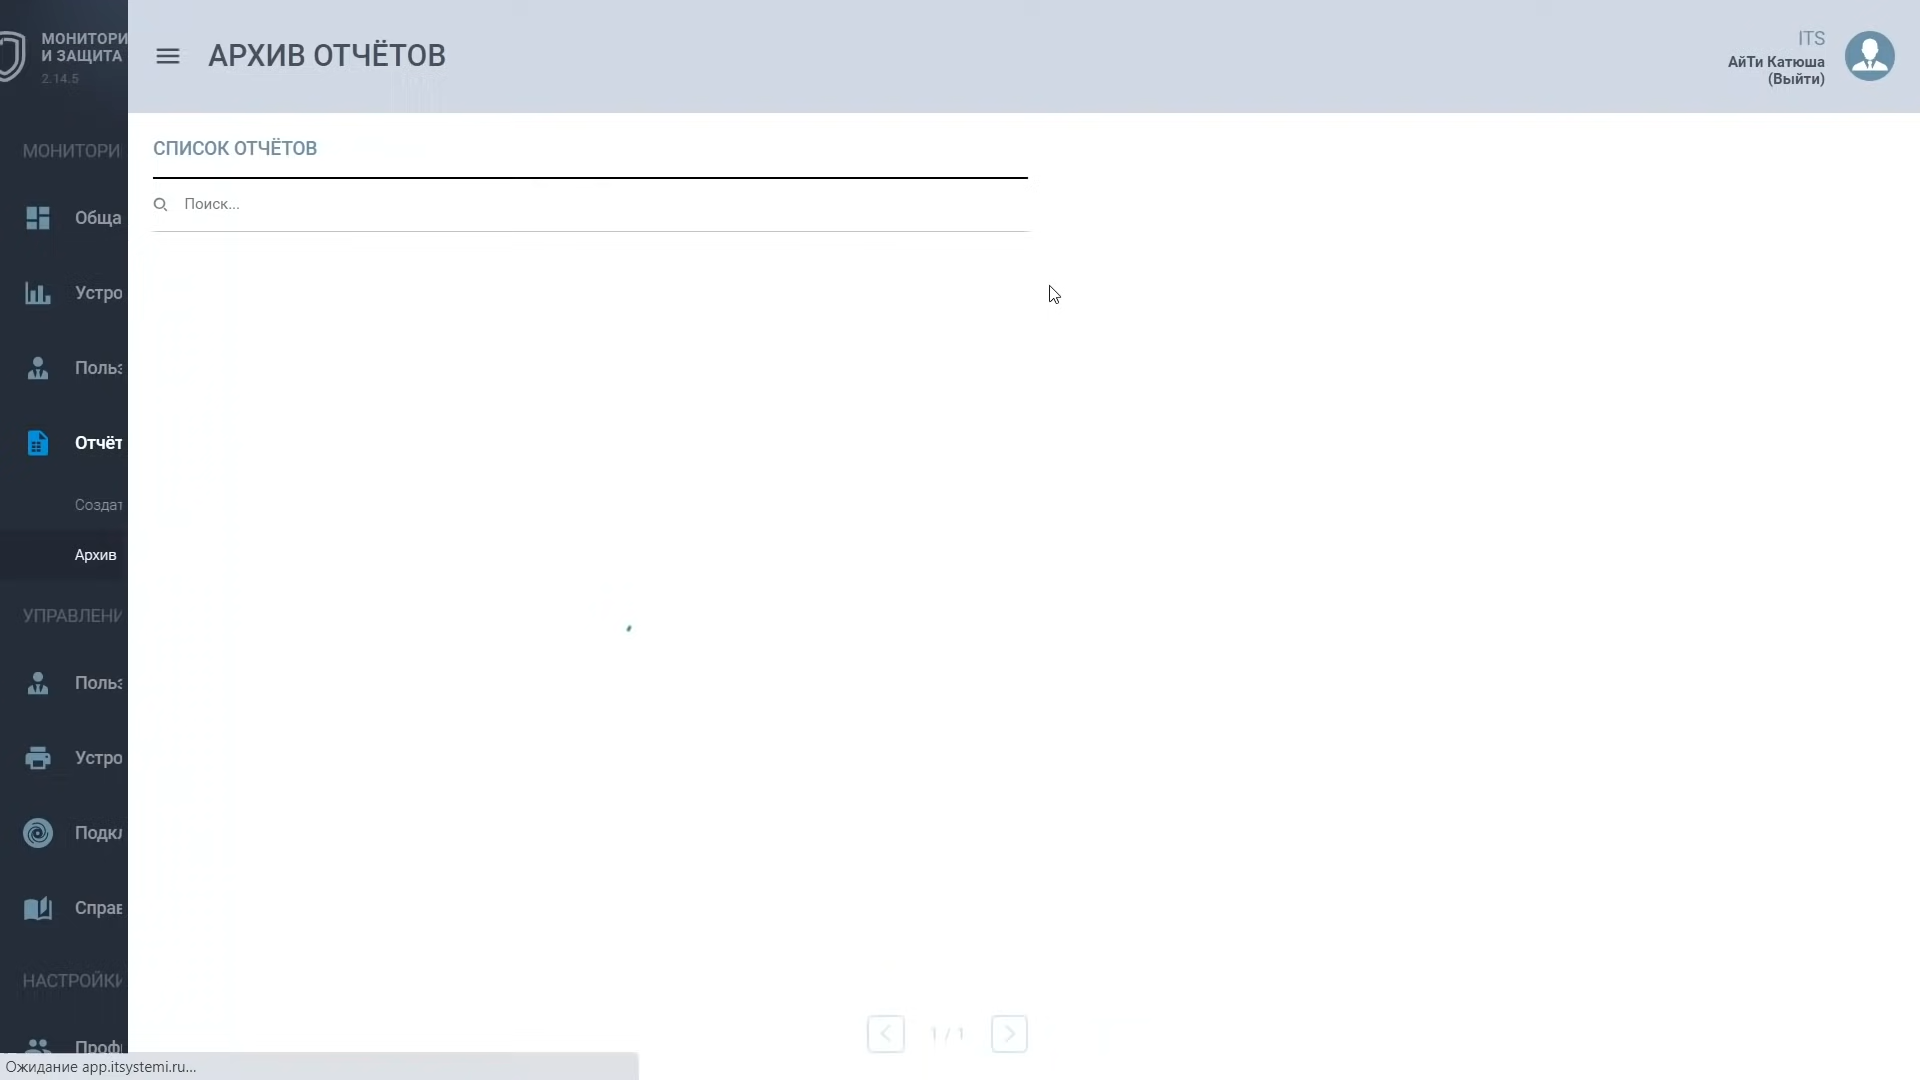 МОНИТОРИ
И ЗАЩИТА
2.14.5
АРХИВ ОТЧЁТОВ
ITS
АйТи Катюша
(Выйти)
МОНИТОРИ
Обща
Устро
Польз
Отчёт
Создат
Архив
УПРАВЛЕНИ
Польз
Устро
Подкл
Справ
НАСТРОЙКИ
Профи
СПИСОК ОТЧЁТОВ
Поиск...
1 / 1
Ожидание app.itsystemi.ru...